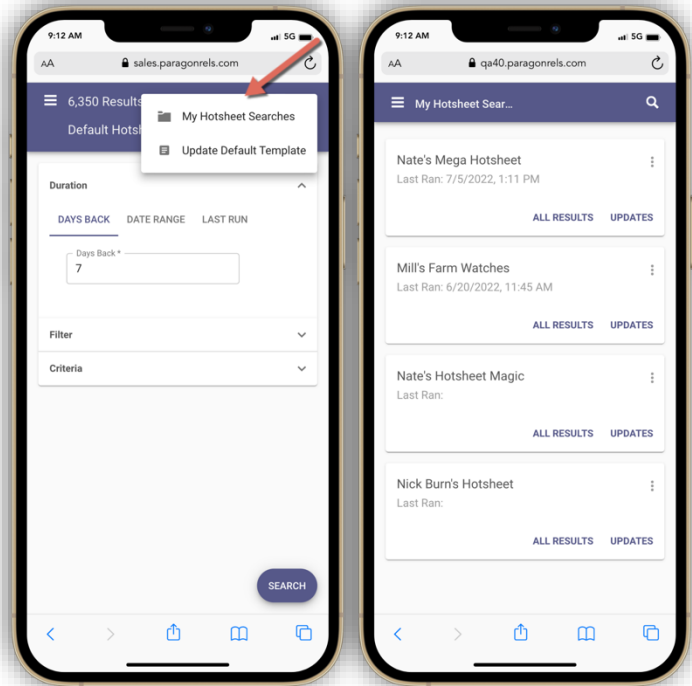 9:12 AM
5G
AA
sales.paragonrels.com
6,350 Results
Default Hots
My Hotsheet Searches
Update Default Template
Duration
DAYS BACK DATE RANGE LAST RUN
Days Back *
7
Filter
Criteria
SEARCH
9:12 AM
5G
AA
qa40.paragonrels.com
My Hotsheet Sear...
Nate's Mega Hotsheet
Last Ran: 7/5/2022, 1:11 PM
ALL RESULTS UPDATES
Mill's Farm Watches
Last Ran: 6/20/2022, 11:45 AM
ALL RESULTS UPDATES
Nate's Hotsheet Magic
Last Ran:
ALL RESULTS UPDATES
Nick Burn's Hotsheet
Last Ran:
ALL RESULTS UPDATES